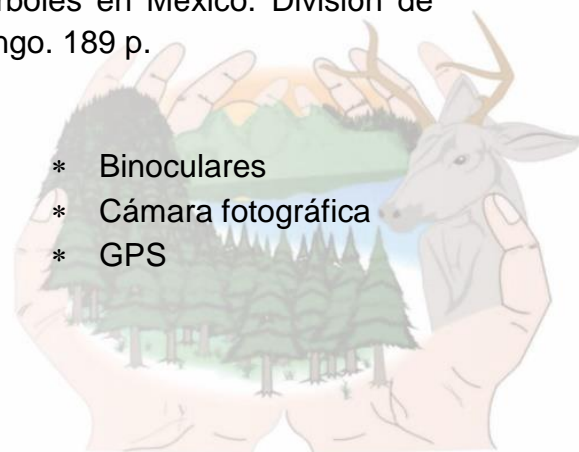 rboles en México. División de
ngo. 189 p.
* Binoculares
* Cámara fotográfica
* GPS